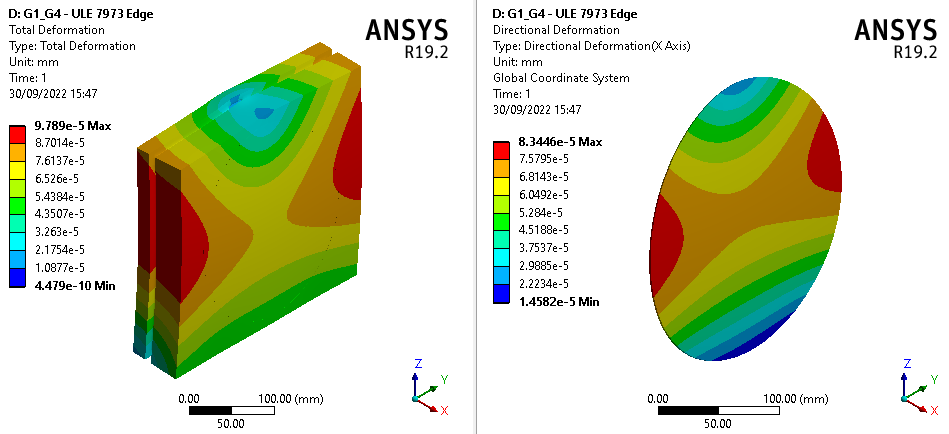 D: G1_G4 - ULE 7973 Edge
Total Deformation
Type: Total Deformation
Unit: mm
Time: 1
30/09/2022 15:47
ANSYS
R19.2
9.789e-5 Max
8.7014e-5
7.6137e-5
6.526e-5
5.4384e-5
4.3507e-5
3.263e-5
2.1754e-5
1.0877e-5
4.479e-10 Min
Z
Y
X
0.00
100.00 (mm)
50.00
D: G1_G4 - ULE 7973 Edge
Directional Deformation
Type: Directional Deformation(X Axis)
Unit: mm
Global Coordinate System
Time: 1
30/09/2022 15:47
ANSYS
R19.2
8.3446e-5 Max
7.5795e-5
6.8143e-5
6.0492e-5
5.284e-5
4.5188e-5
3.7537e-5
2.9885e-5
2.2234e-5
1.4582e-5 Min
Z
Y
X
0.00
100.00 (mm)
50.00